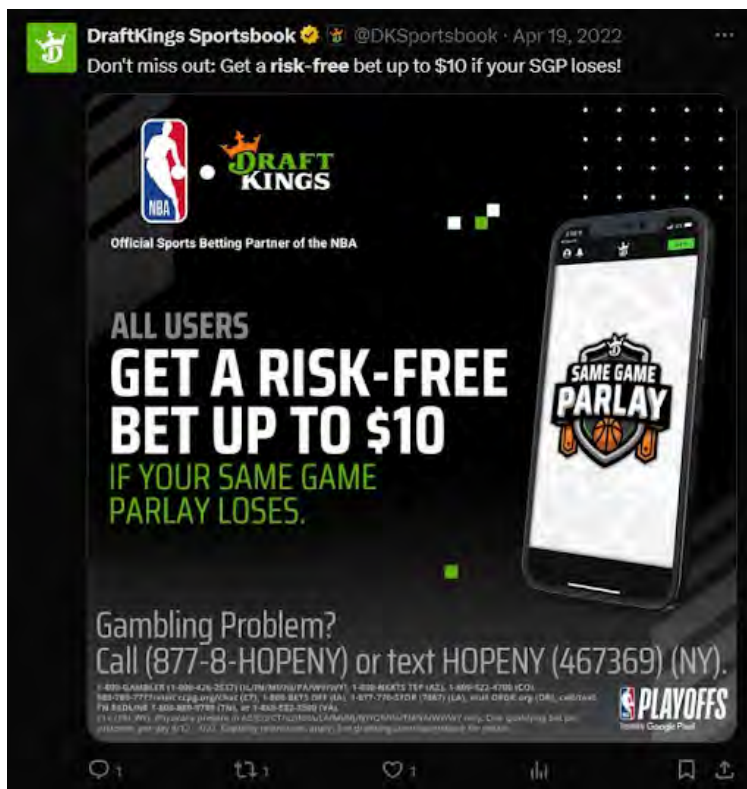 DraftKings Sportsbook @DKSportsbook · Apr 19, 2022
Don't miss out: Get a risk-free bet up to $10 if your SGP loses!
NBA
DRAFT
KINGS
Official Sports Betting Partner of the NBA
ALL USERS
GET A RISK-FREE
BET UP TO $10
IF YOUR SAME GAME
PARLAY LOSES.
SAME GAME
PARLAY
Gambling Problem?
Call (877-8-HOPENY) or text HOPENY (467369) (NY).
PLAYOFFS
Google Pixel
1
1
1